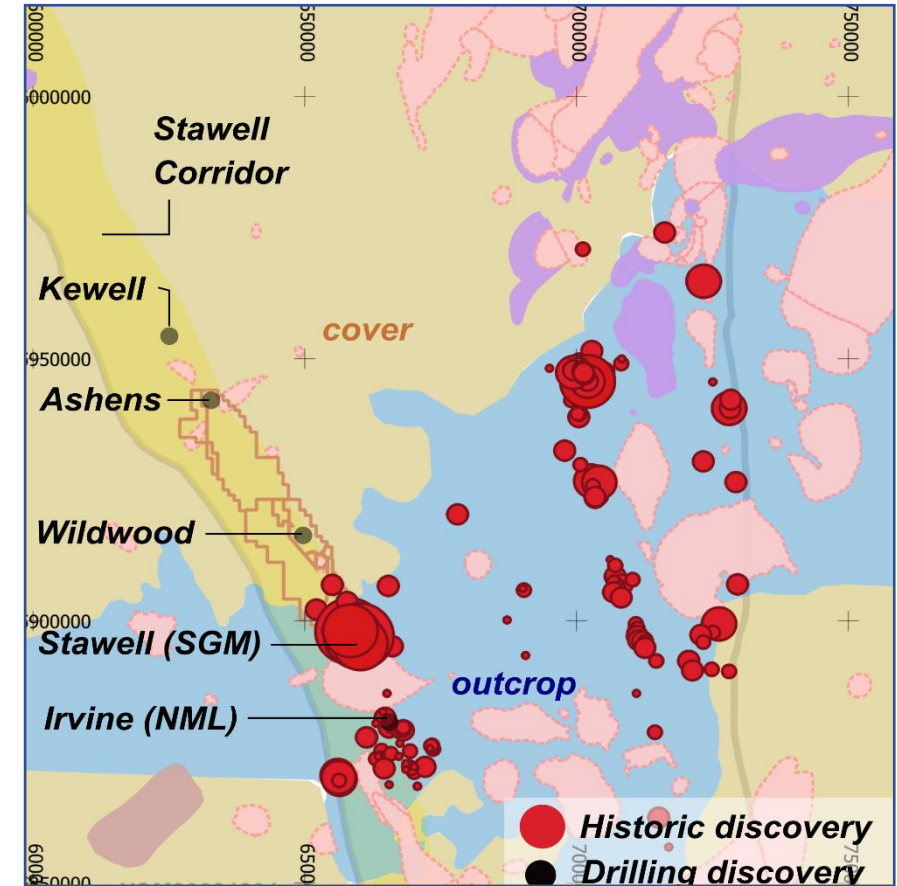 00000
650000
700000
750000
6000000
Stawell
Corridor
Kewell
cover
5950000
Ashens
Wildwood
5900000
Stawell (SGM)
outcrop
Irvine (NML)
Historic discovery
Drilling discovery